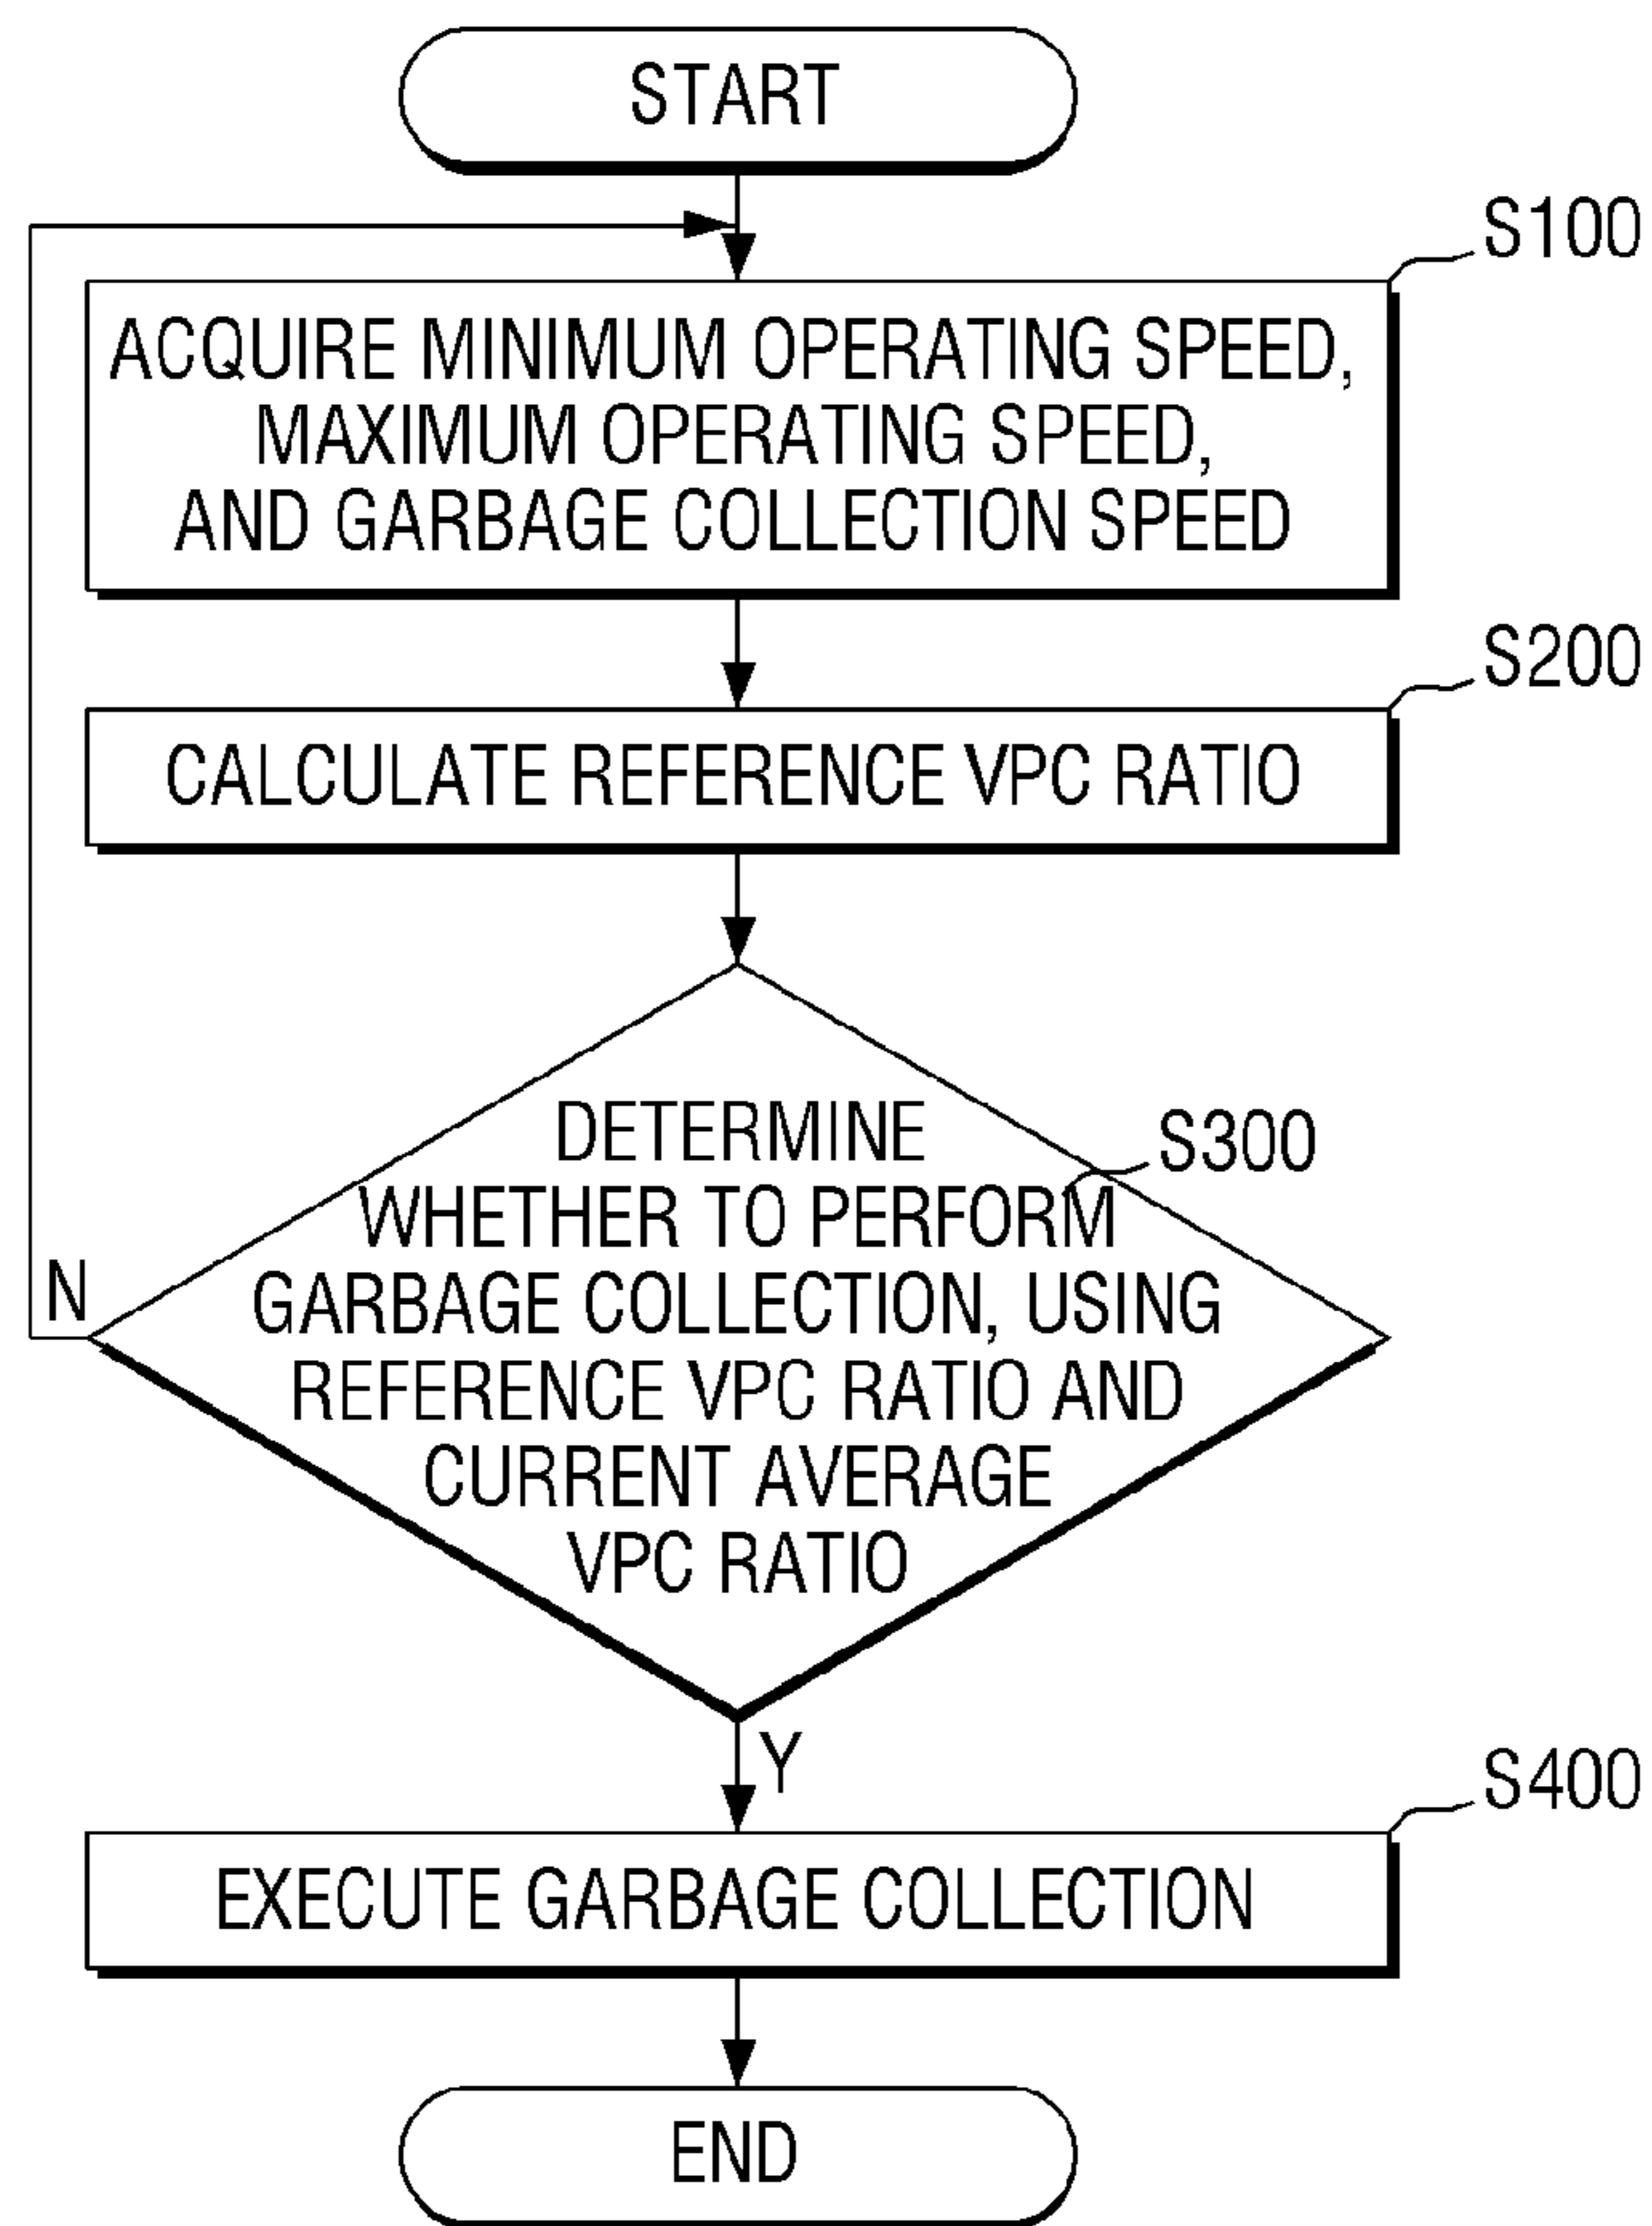 START
S100
ACQUIRE MINIMUM OPERATING SPEED,
MAXIMUM OPERATING SPEED,
AND GARBAGE COLLECTION SPEED
S200
CALCULATE REFERENCE VPC RATIO
S300
DETERMINE
WHETHER TO PERFORM
GARBAGE COLLECTION, USING
REFERENCE VPC RATIO AND
CURRENT AVERAGE
VPC RATIO
N
Y
S400
EXECUTE GARBAGE COLLECTION
END